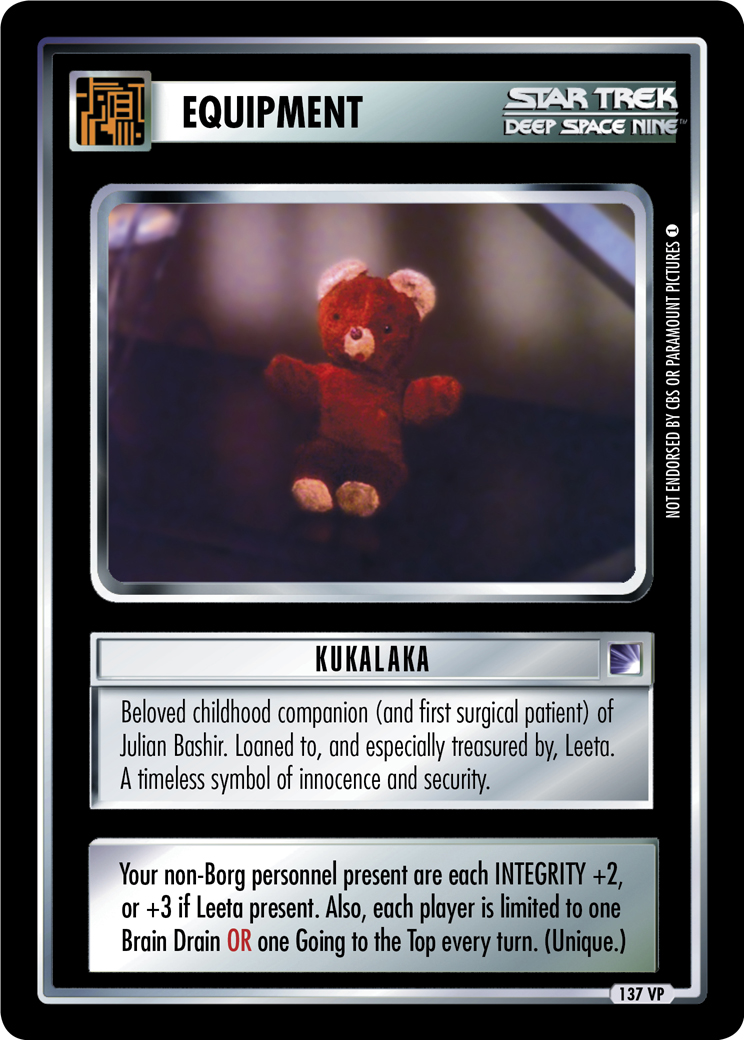 EQUIPMENT
STAR TREK
DEEP SPACE NINE™
NOT ENDORSED BY CBS OR PARAMOUNT PICTURES 1
KUKALAKA
Beloved childhood companion (and first surgical patient) of
Julian Bashir. Loaned to, and especially treasured by, Leeta.
A timeless symbol of innocence and security.
Your non-Borg personnel present are each INTEGRITY +2,
or +3 if Leeta present. Also, each player is limited to one
Brain Drain OR one Going to the Top every turn. (Unique.)
137 VP